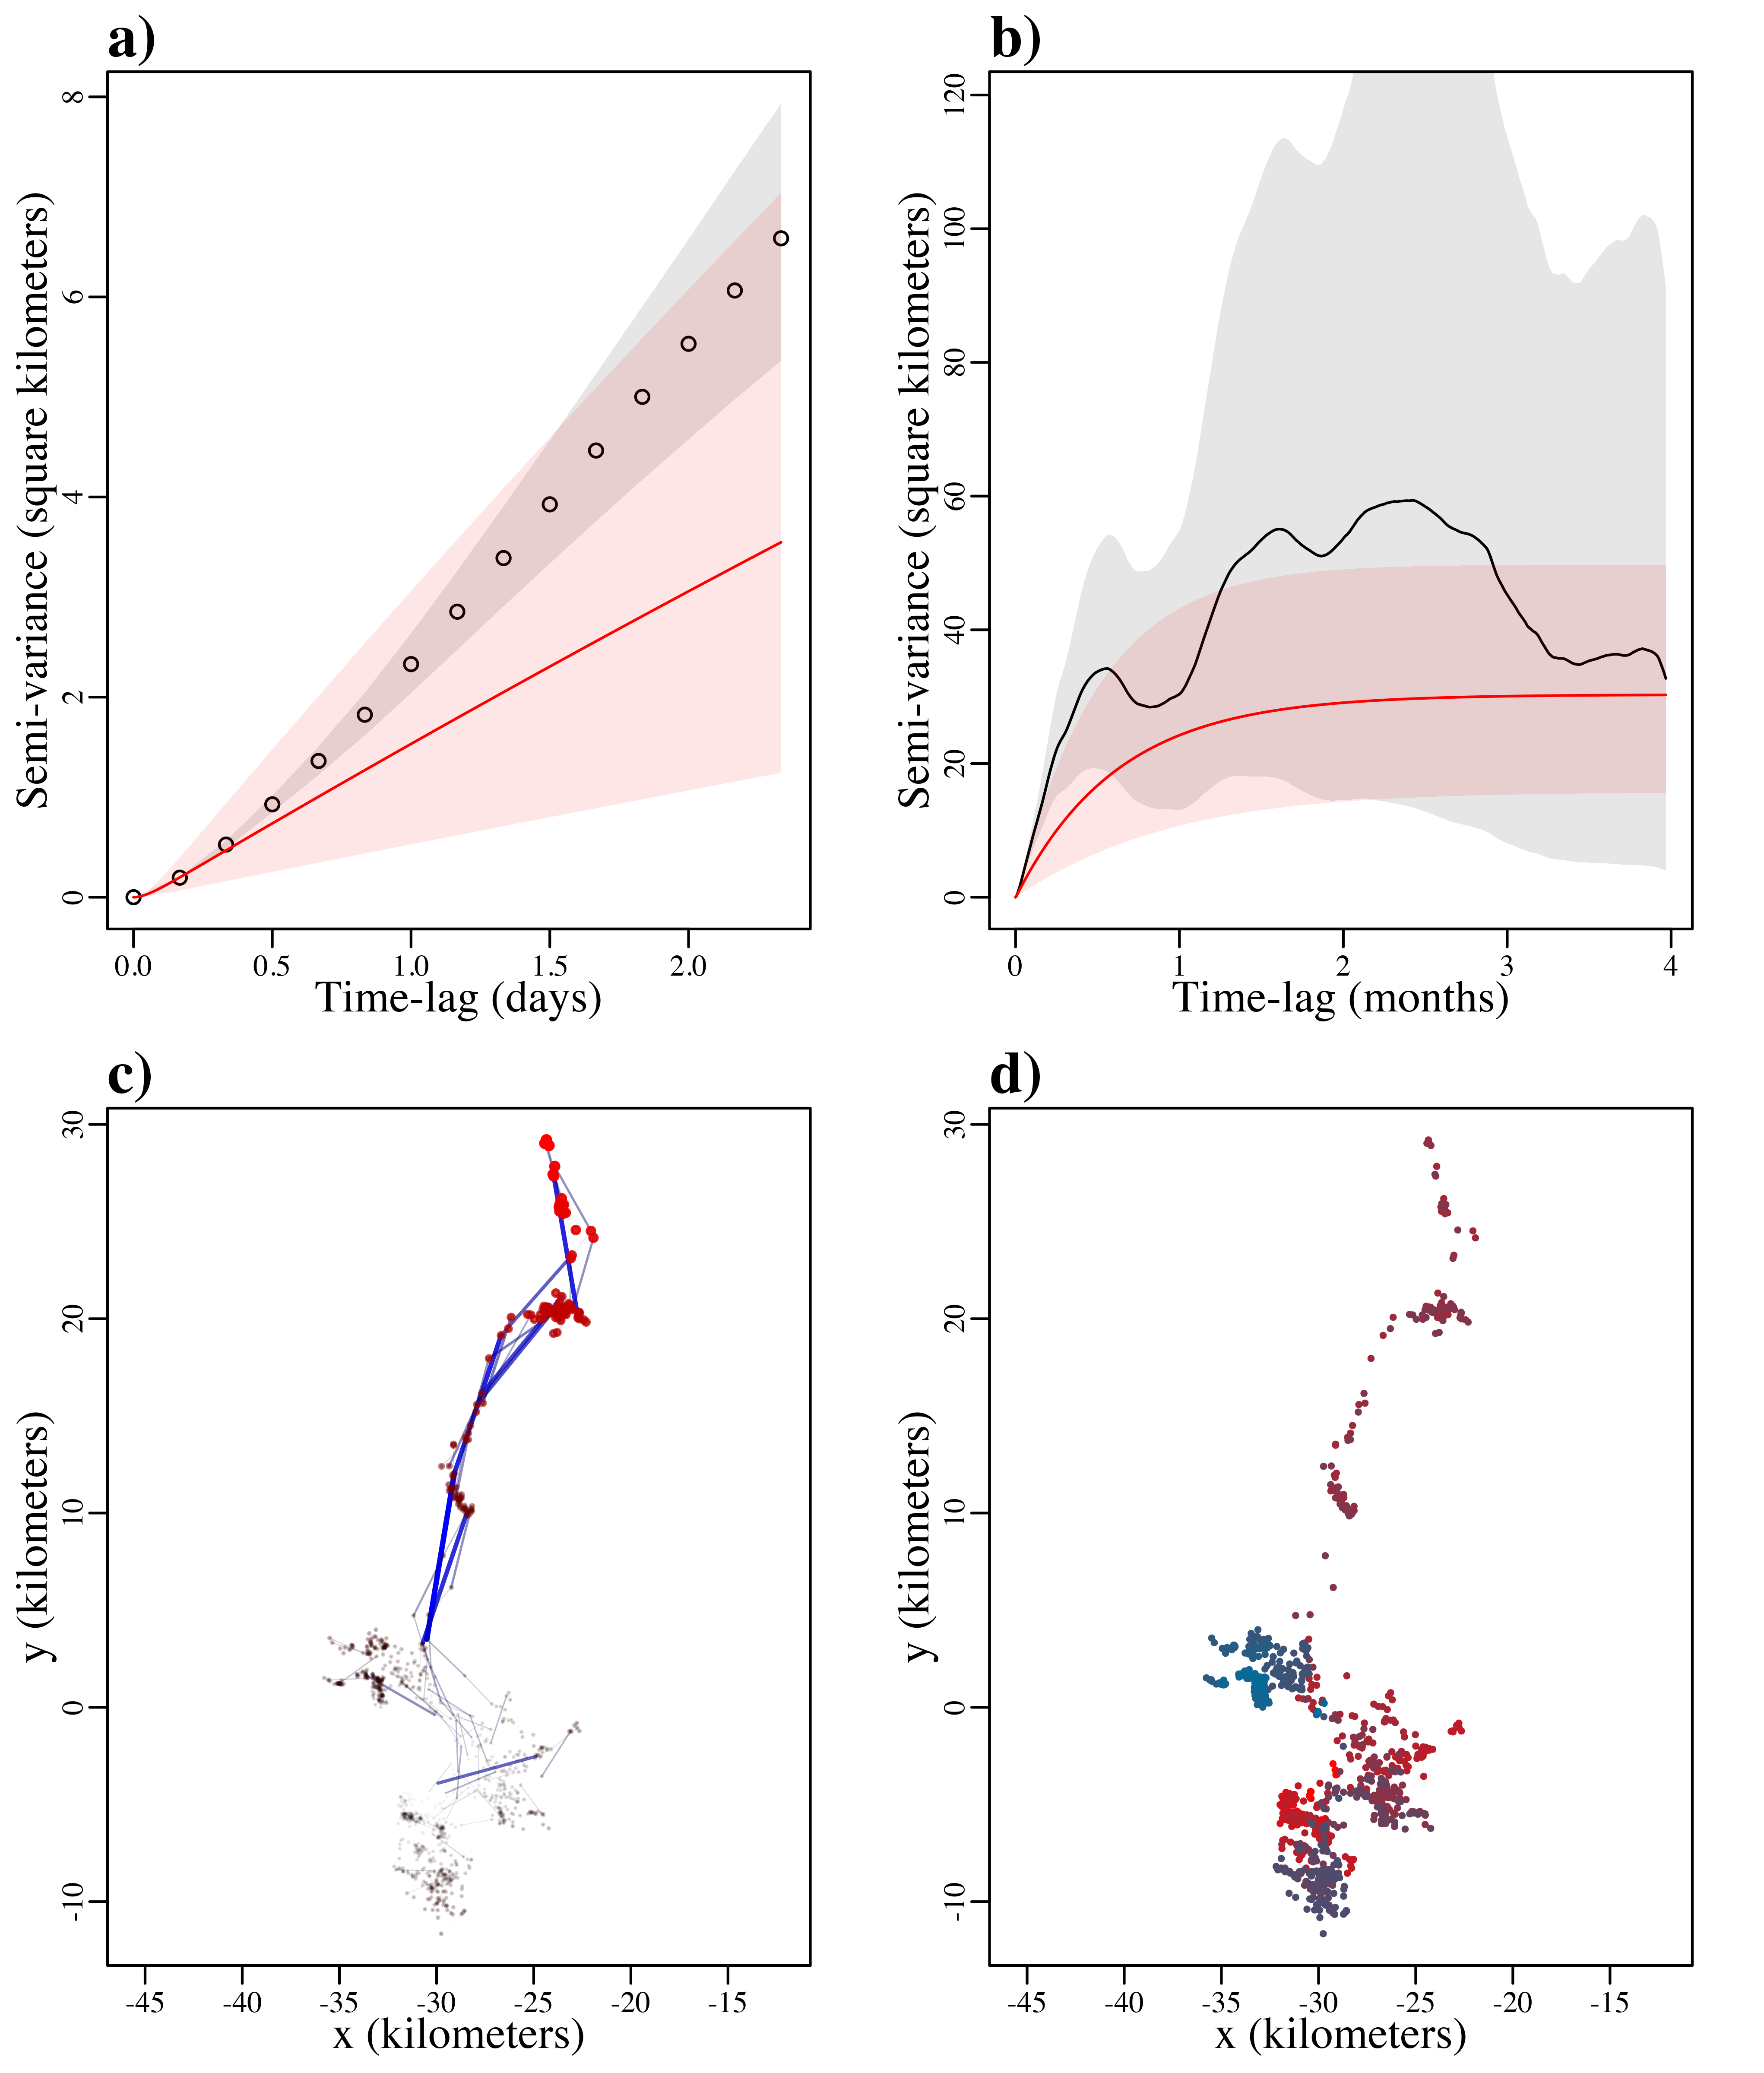 a)
8
6
4
2
0
Semi-variance (square kilometers)
0.0 0.5 1.0 1.5 2.0
Time-lag (days)
b)
120
100
80
60
40
20
0
Semi-variance (square kilometers)
0 1 2 3 4
Time-lag (months)
c)
30
20
10
0
-10
y (kilometers)
-45 -40 -35 -30 -25 -20 -15
x (kilometers)
d)
30
20
10
0
-10
y (kilometers)
-45 -40 -35 -30 -25 -20 -15
x (kilometers)